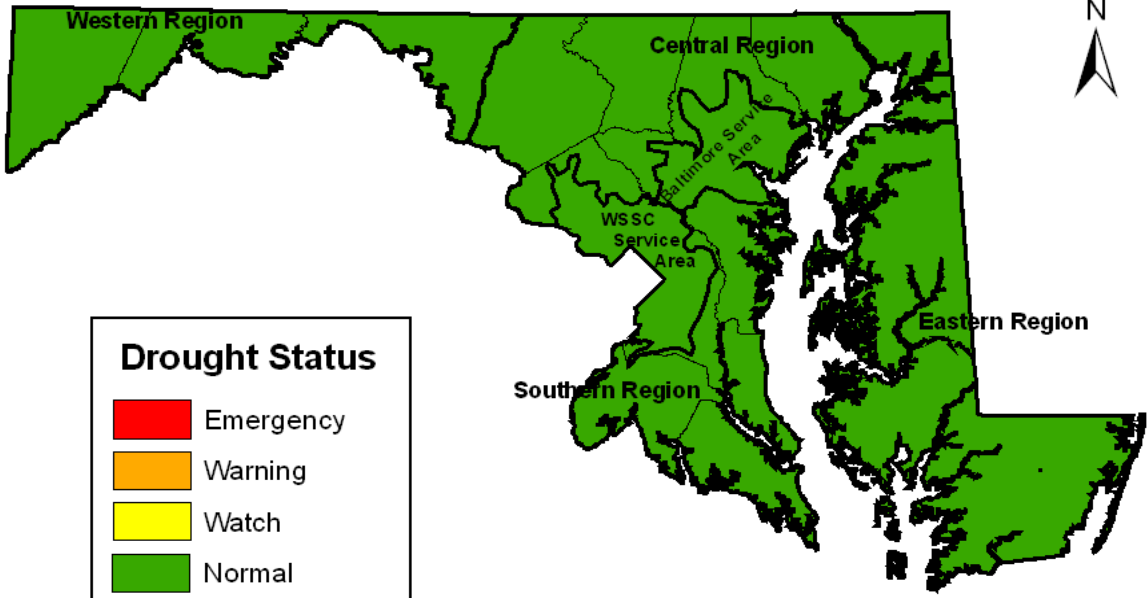 N
Western Region
Central Region
Baltimore Service
Area
WSSC
Service
Area
Eastern Region
Southern Region
Drought Status
Emergency
Warning
Watch
Normal